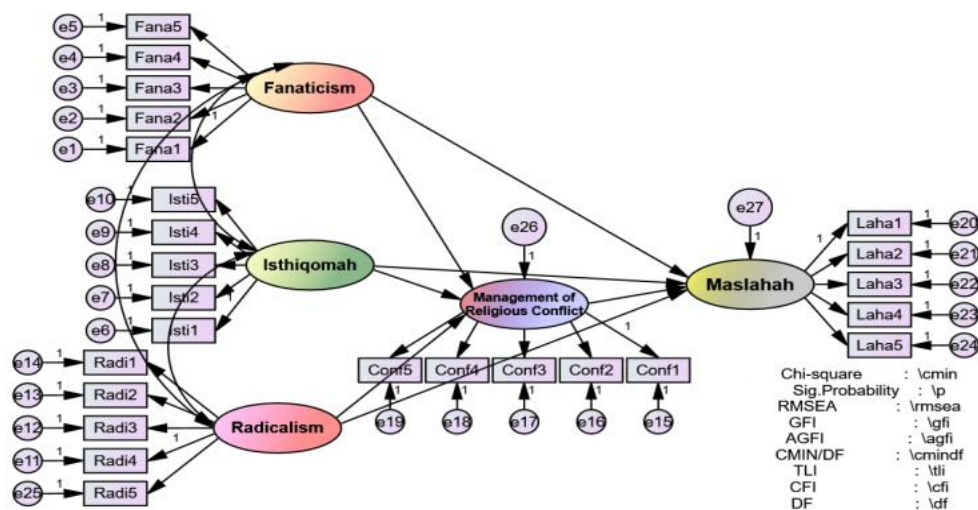 e5 1 Fana5
e4 1 Fana4
e3 1 Fana3
e2 1 Fana2
e1 1 Fana1
1
Fanaticism
e10 1 Isti5
e9 1 Isti4
e8 1 Isti3
e7 1 Isti2
e6 1 Isti1
1
Isthiqomah
e14 1 Radi1
e13 1 Radi2
e12 1 Radi3
e11 1 Radi4
e25 1 Radi5
1
Radicalism
e26
1
Management of
Religious Conflict
1
Conf5 Conf4 Conf3 Conf2 Conf1
1 1 1 1 1
e19 e18 e17 e16 e15
e27
1
Maslahah
1
Laha1 1 e20
Laha2 1 e21
Laha3 1 e22
Laha4 1 e23
Laha5 1 e24
Chi-square : \cmin
Sig.Probability : \p
RMSEA : \rmsea
GFI : \gfi
AGFI : \agfi
CMIN/DF : \cmindf
TLI : \tli
CFI : \cfi
DF : \df